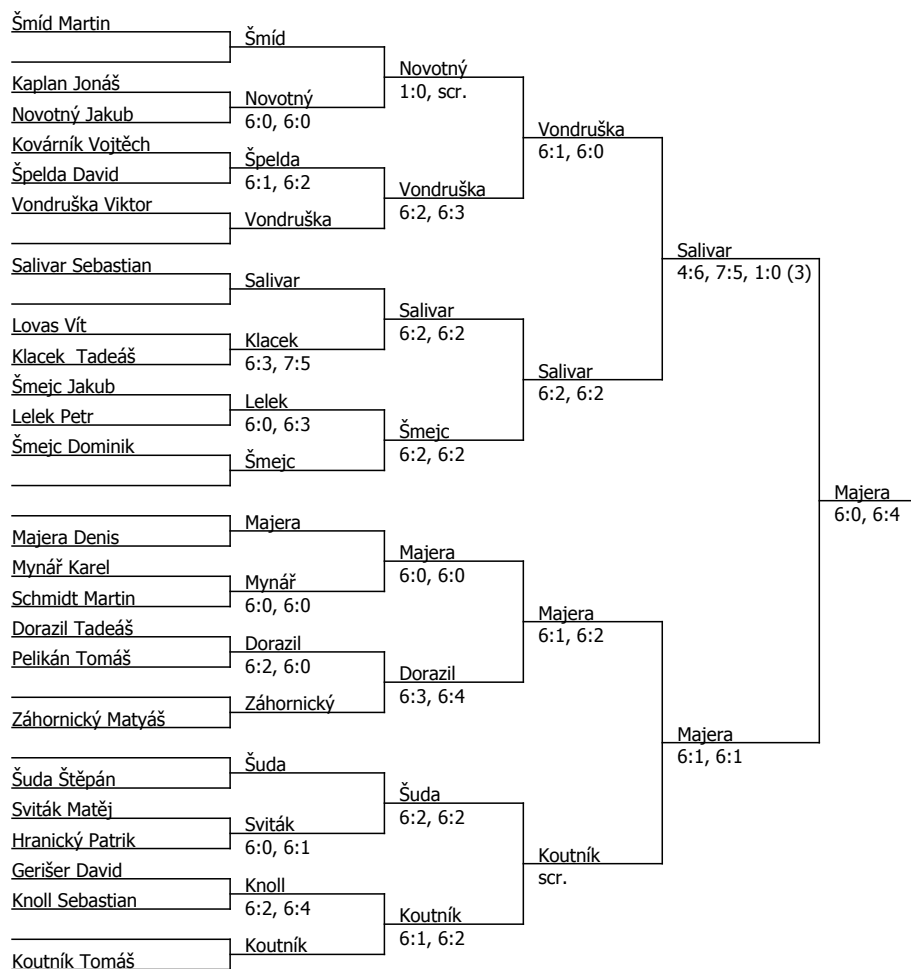 Šmíd Martin
Šmíd
Novotný
1:0, scr.
Kaplan Jonáš
Novotný
6:0, 6:0
Novotný Jakub
Vondruška
6:1, 6:0
Kovárník Vojtěch
Špelda
6:1, 6:2
Špelda David
Vondruška
6:2, 6:3
Vondruška Viktor
Vondruška
Salivar
4:6, 7:5, 1:0 (3)
Salivar Sebastian
Salivar
Salivar
6:2, 6:2
Lovas Vít
Klacek
6:3, 7:5
Klacek Tadeáš
Salivar
6:2, 6:2
Šmejc Jakub
Lelek
6:0, 6:3
Lelek Petr
Šmejc
6:2, 6:2
Šmejc Dominik
Šmejc
Majera
6:0, 6:4
Majera
Majera Denis
Majera
6:0, 6:0
Mynář Karel
Mynář
6:0, 6:0
Schmidt Martin
Majera
6:1, 6:2
Dorazil Tadeáš
Dorazil
6:2, 6:0
Pelikán Tomáš
Dorazil
6:3, 6:4
Záhornický
Záhornický Matyáš
Majera
6:1, 6:1
Šuda
Šuda Štěpán
Šuda
6:2, 6:2
Sviták Matěj
Sviták
6:0, 6:1
Hranický Patrik
Koutník
scr.
Gerišer David
Knoll
6:2, 6:4
Knoll Sebastian
Koutník
6:1, 6:2
Koutník
Koutník Tomáš